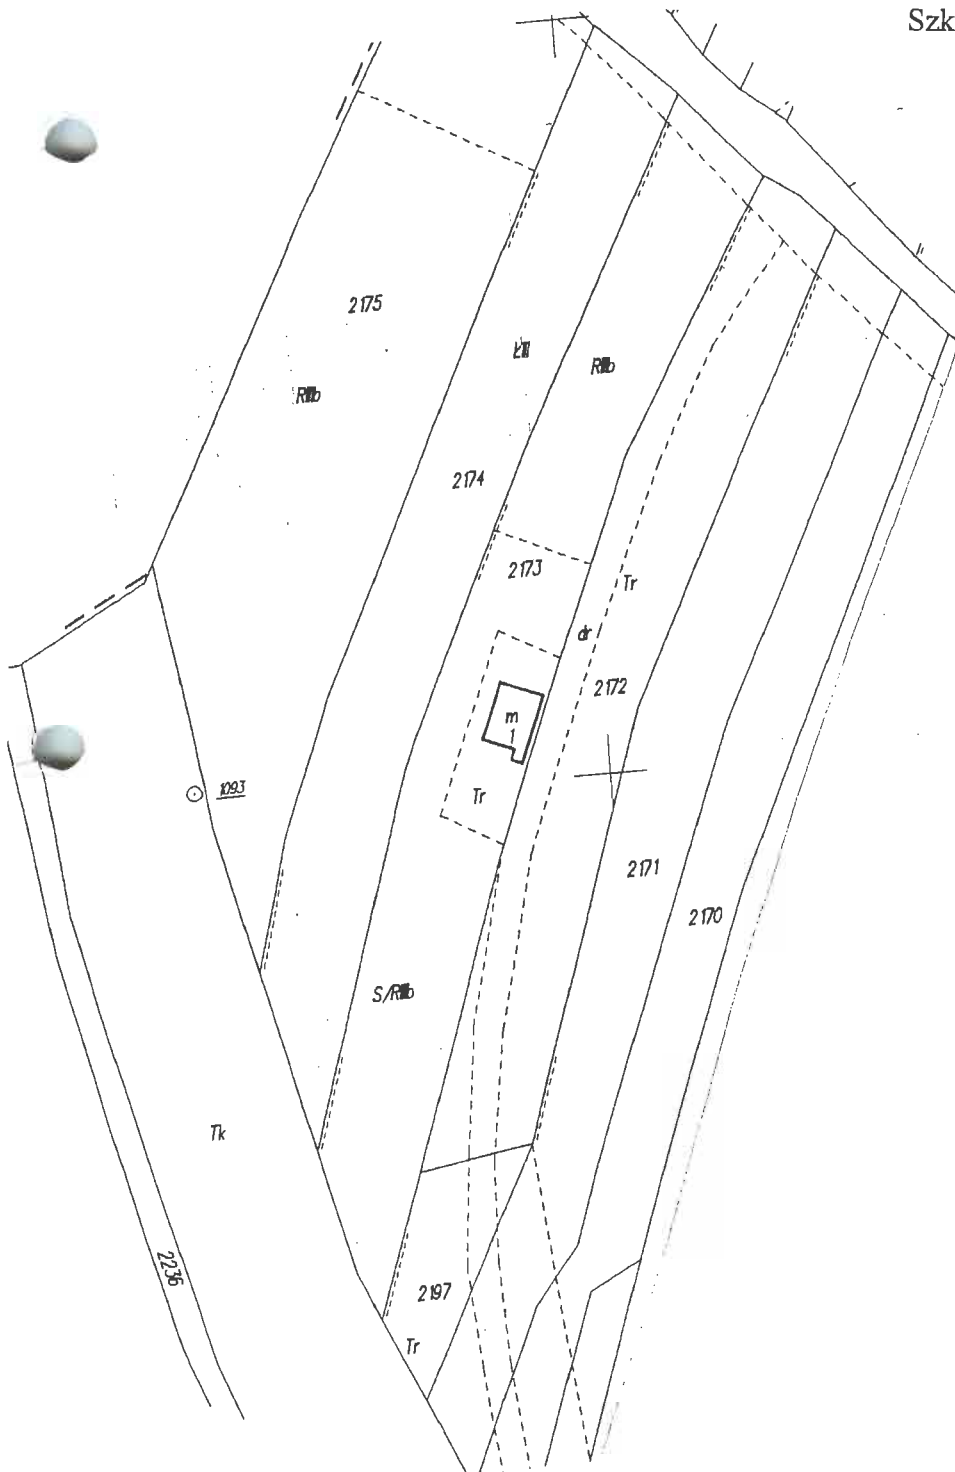 Szk
2175
ŁIII
RIIIb
RIIIb
2174
2173
Tr
dr
2172
m
1
Tr
1093
2171
2170
S/RIIIb
Tk
2236
2197
Tr